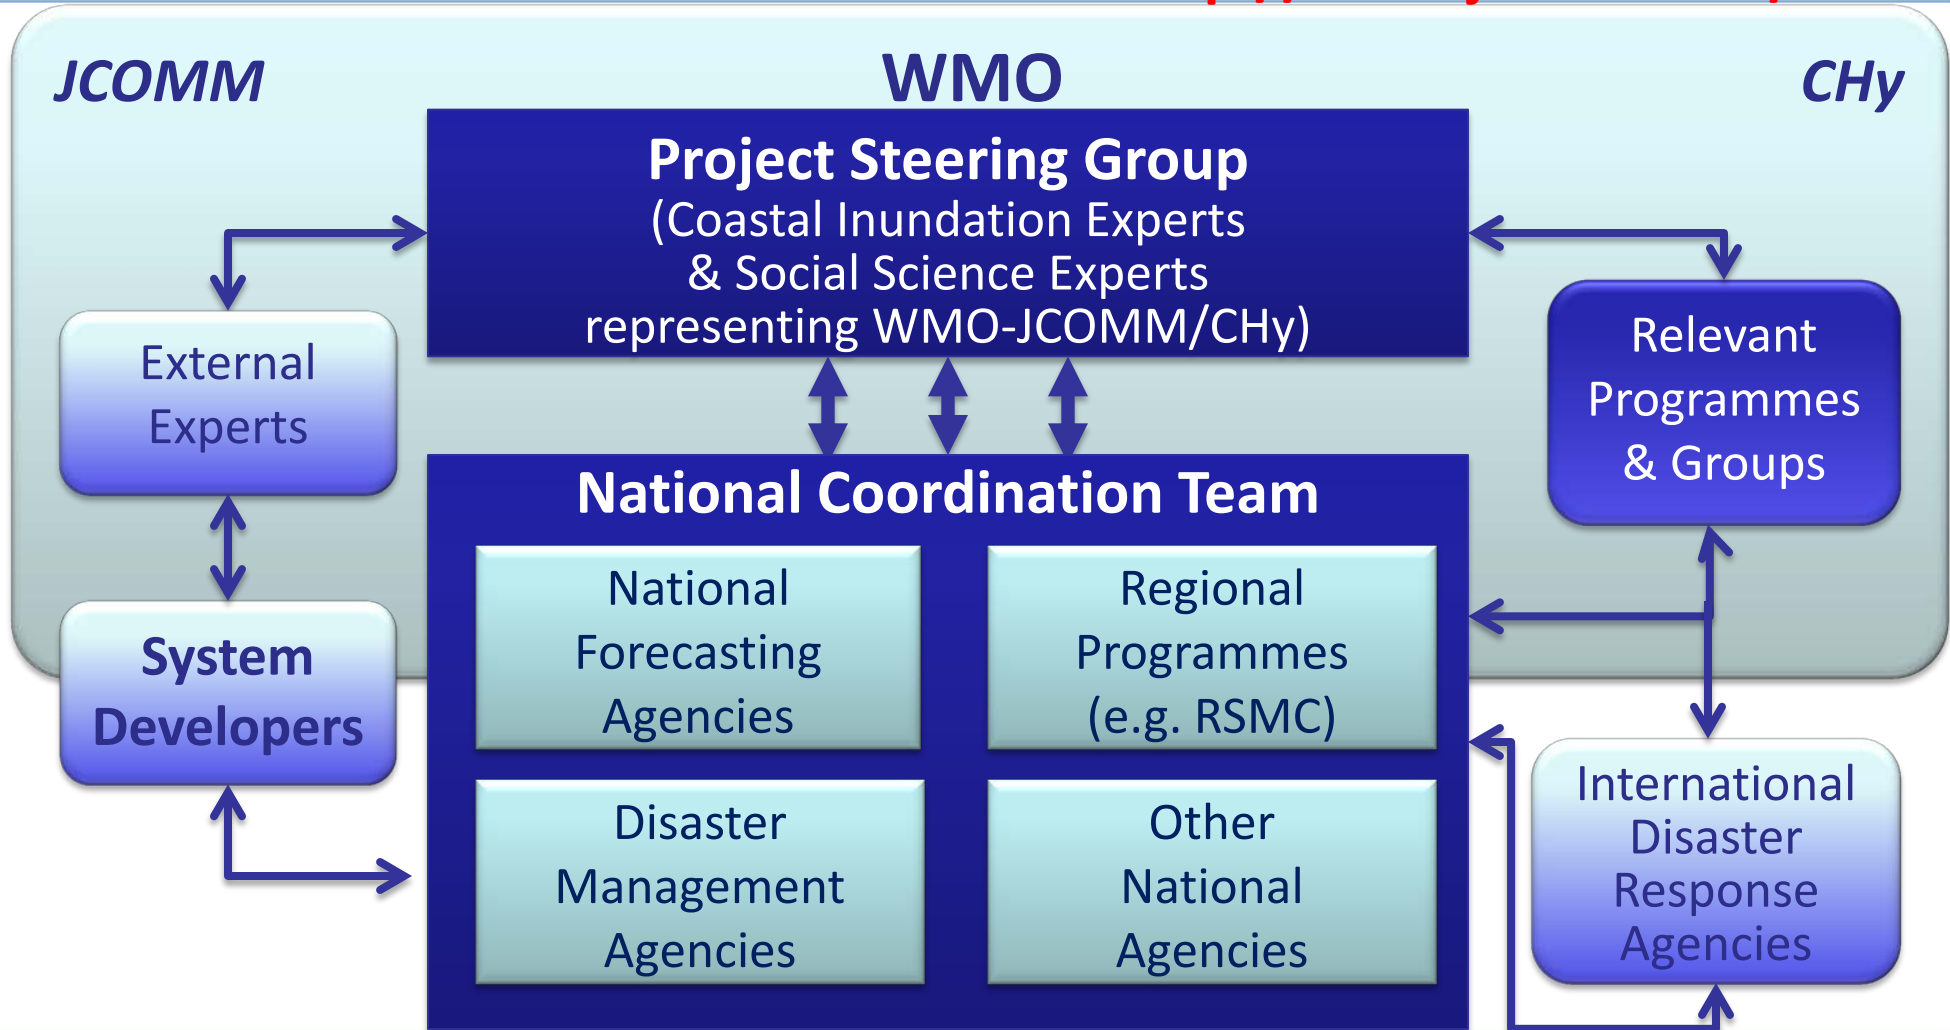 JCOMM
WMO
CHy
Project Steering Group
(Coastal Inundation Experts
& Social Science Experts
representing WMO-JCOMM/CHy)
External
Experts
Relevant
Programmes
& Groups
National Coordination Team
National
Forecasting
Agencies
Regional
Programmes
(e.g. RSMC)
System
Developers
Disaster
Management
Agencies
Other
National
Agencies
International
Disaster
Response
Agencies